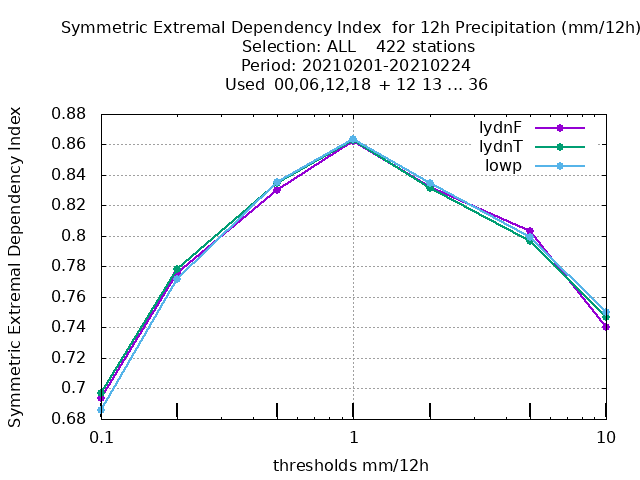 Symmetric Extremal Dependency Index  for 12h Precipitation (mm/12h)
Selection: ALL    422 stations
Period: 20210201-20210224
Used  00,06,12,18  + 12 13 ... 36
Symmetric Extremal Dependency Index
0.88
0.86
0.84
0.82
0.8
0.78
0.76
0.74
0.72
0.7
0.68
lydnF
lydnT
lowp
0.1
1
10
thresholds mm/12h